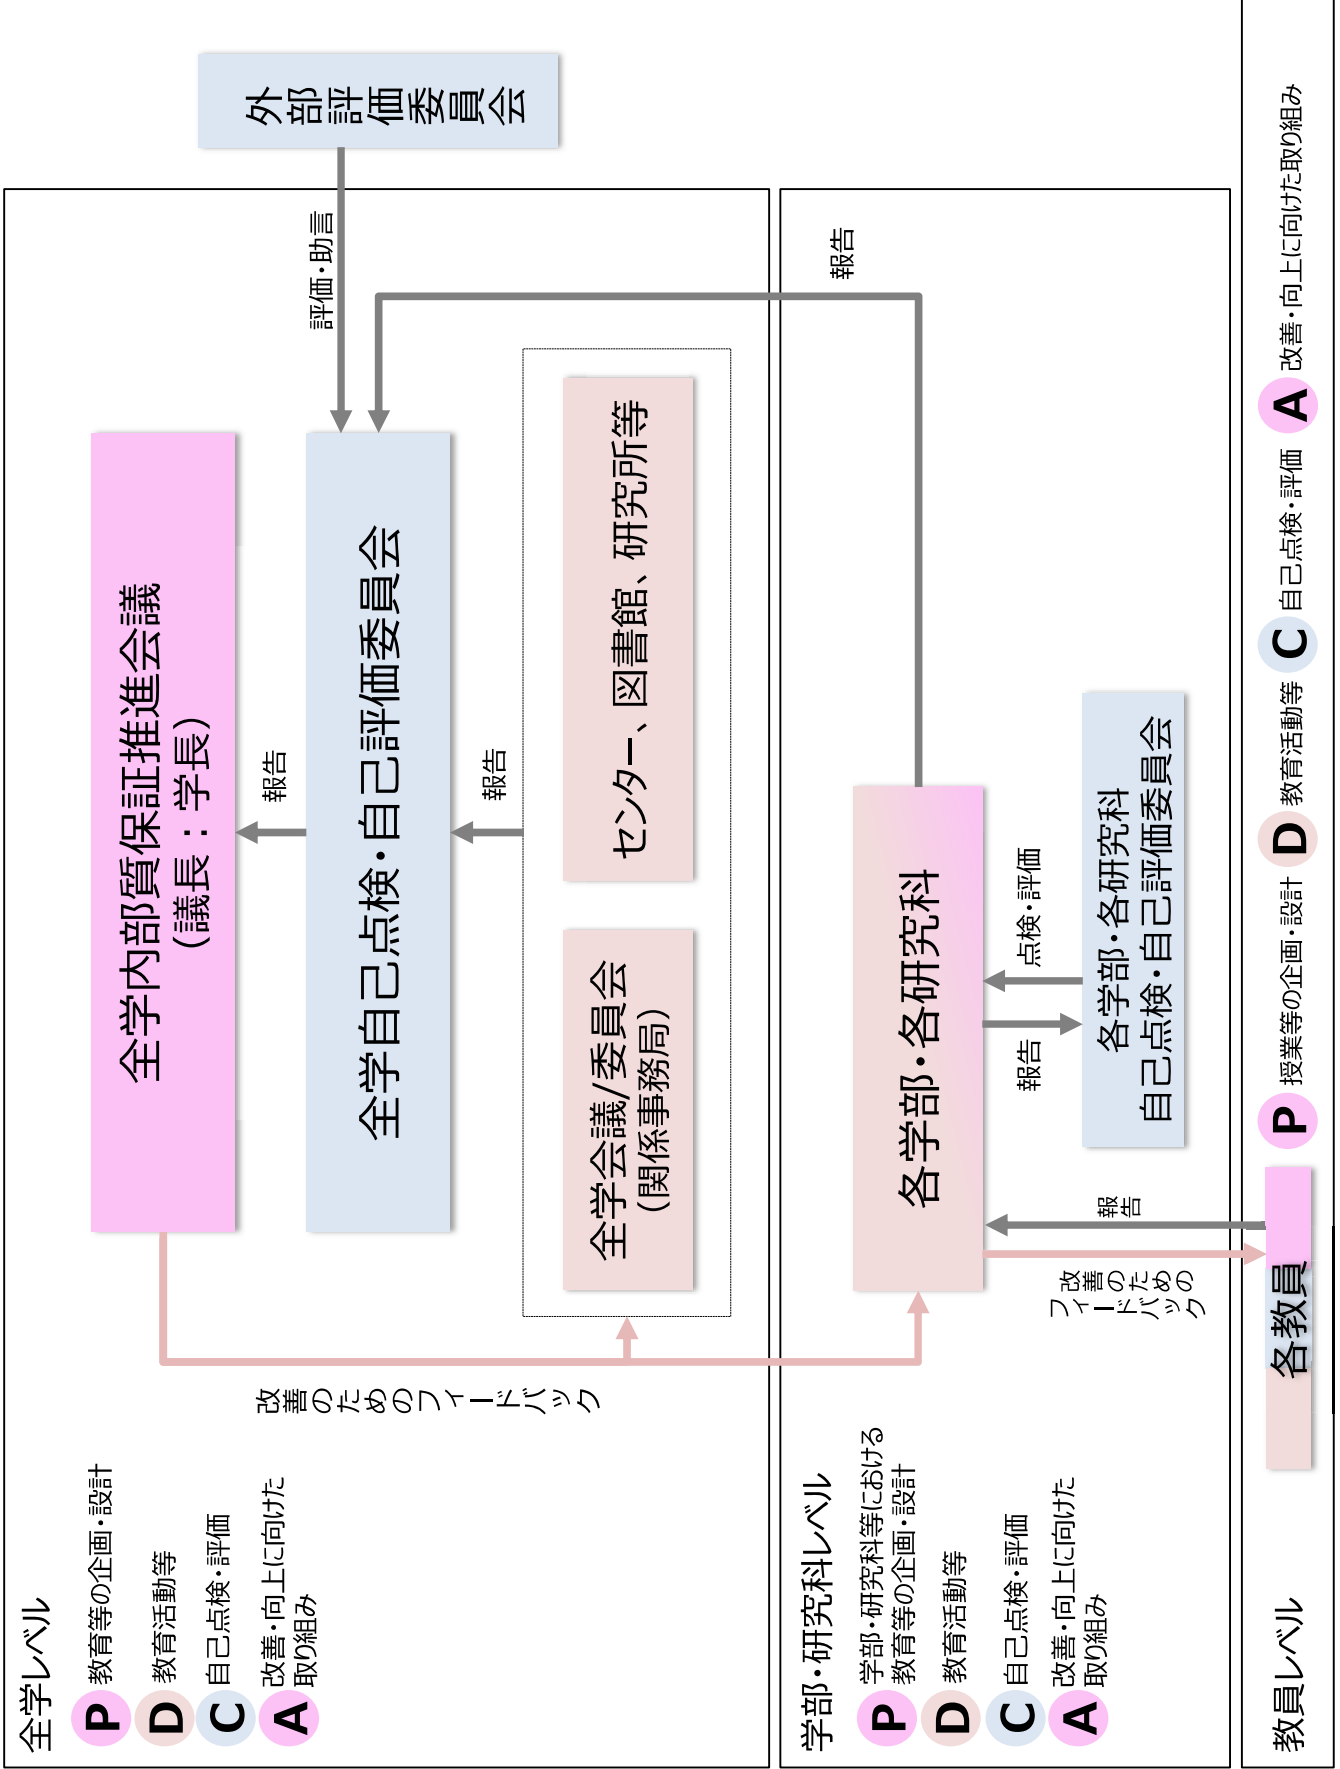 全学レベル
P 教育等の企画・設計
D 教育活動等
C 自己点検・評価
A 改善・向上に向けた
取り組み
全学内部質保証推進会議
（議長：学長）
報告
外部評価委員会
評価・助言
全学自己点検・自己評価委員会
報告
全学会議/委員会
（関係事務局）
センター、図書館、研究所等
改善のためのフィードバック
学部・研究科レベル
P 学部・研究科等における
教育等の企画・設計
D 教育活動等
C 自己点検・評価
A 改善・向上に向けた
取り組み
報告
各学部・各研究科
報告
点検・評価
各学部・各研究科
自己点検・自己評価委員会
改善のための
フィードバック
報告
教員レベル
各教員
P 授業等の企画・設計
D 教育活動等
C 自己点検・評価
A 改善・向上に向けた取り組み